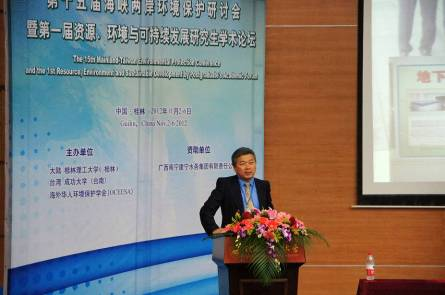 第十五届海峡两岸环境保护研讨会
暨第一届资源、环境与可持续发展研究生学术论坛
The 15th Mainland-Taiwan Environmental Protection Conference
and the 1st Resource, Environment and Sustainable Development
Forum
中国·桂林 2012年11月2-6日
Guilin, China Nov 2-6 2012
主办单位 资助单位
大陆 桂林理工大学(桂林) 广西南宁建宁水务集团有限责任公
台湾 成功大学(台南)
海外华人环境保护学会(OCEESA)
地下